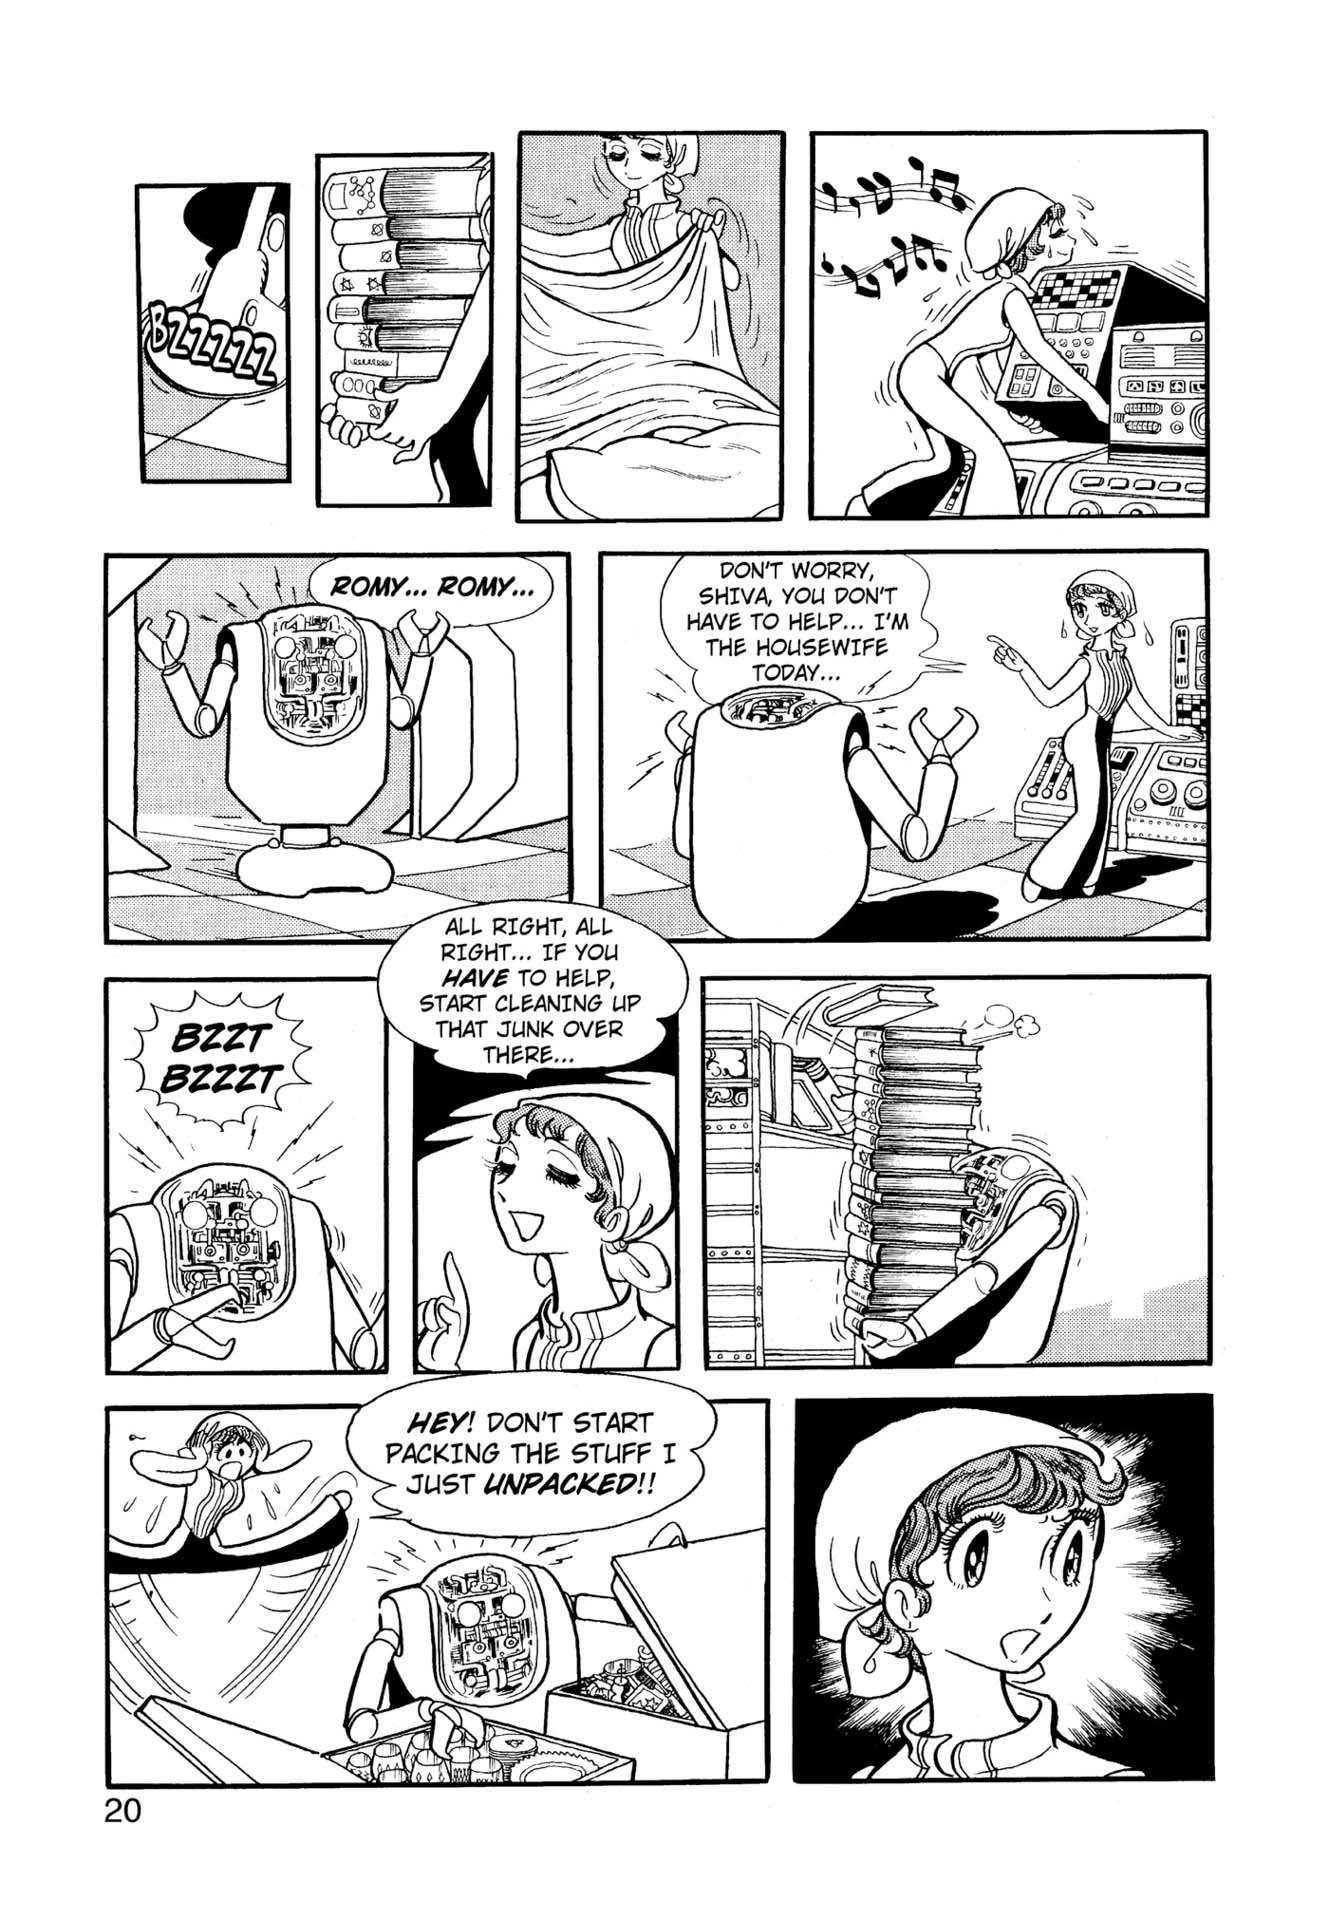 BZZZZZZ
ROMY... ROMY...
DON'T WORRY,
SHIVA, YOU DON'T
HAVE TO HELP... I'M
THE HOUSEWIFE
TODAY...
BZZT
BZZZT
ALL RIGHT, ALL
RIGHT... IF YOU
HAVE TO HELP,
START CLEANING UP
THAT JUNK OVER
THERE...
HEY! DON'T START
PACKING THE STUFF I
JUST UNPACKED!!
20